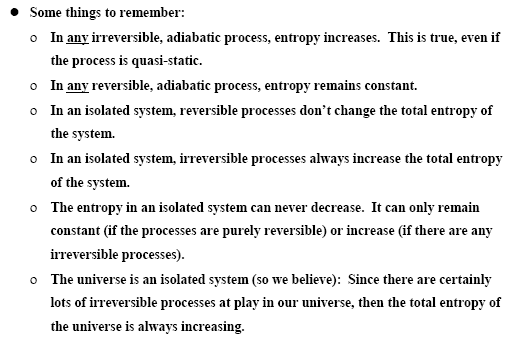 ● Some things to remember:
o In any irreversible, adiabatic process, entropy increases. This is true, even if
the process is quasi-static.
o In any reversible, adiabatic process, entropy remains constant.
o In an isolated system, reversible processes don't change the total entropy of
the system.
o In an isolated system, irreversible processes always increase the total entropy
of the system.
o The entropy in an isolated system can never decrease. It can only remain
constant (if the processes are purely reversible) or increase (if there are any
irreversible processes).
o The universe is an isolated system (so we believe): Since there are certainly
lots of irreversible processes at play in our universe, then the total entropy of
the universe is always increasing.